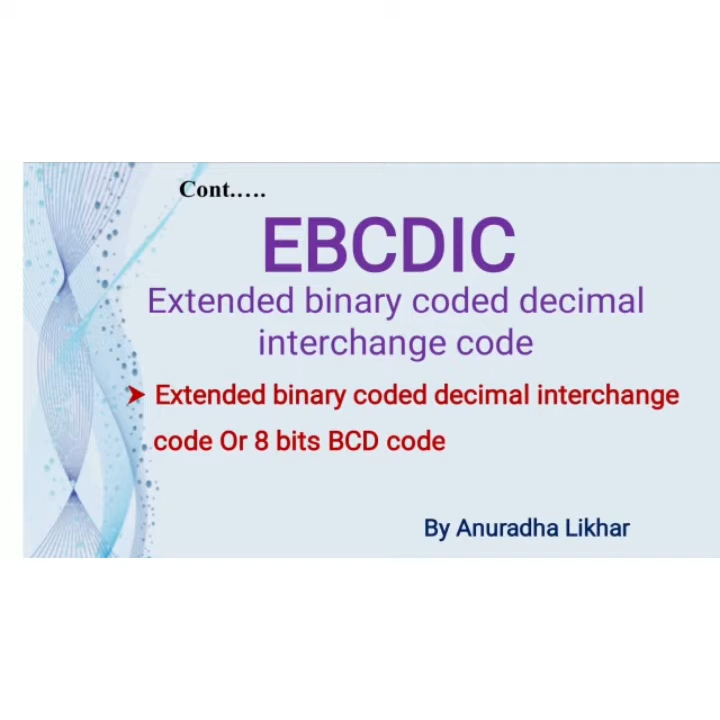 Cont.....
EBCDIC
Extended binary coded decimal
interchange code
➤ Extended binary coded decimal interchange
code Or 8 bits BCD code
By Anuradha Likhar